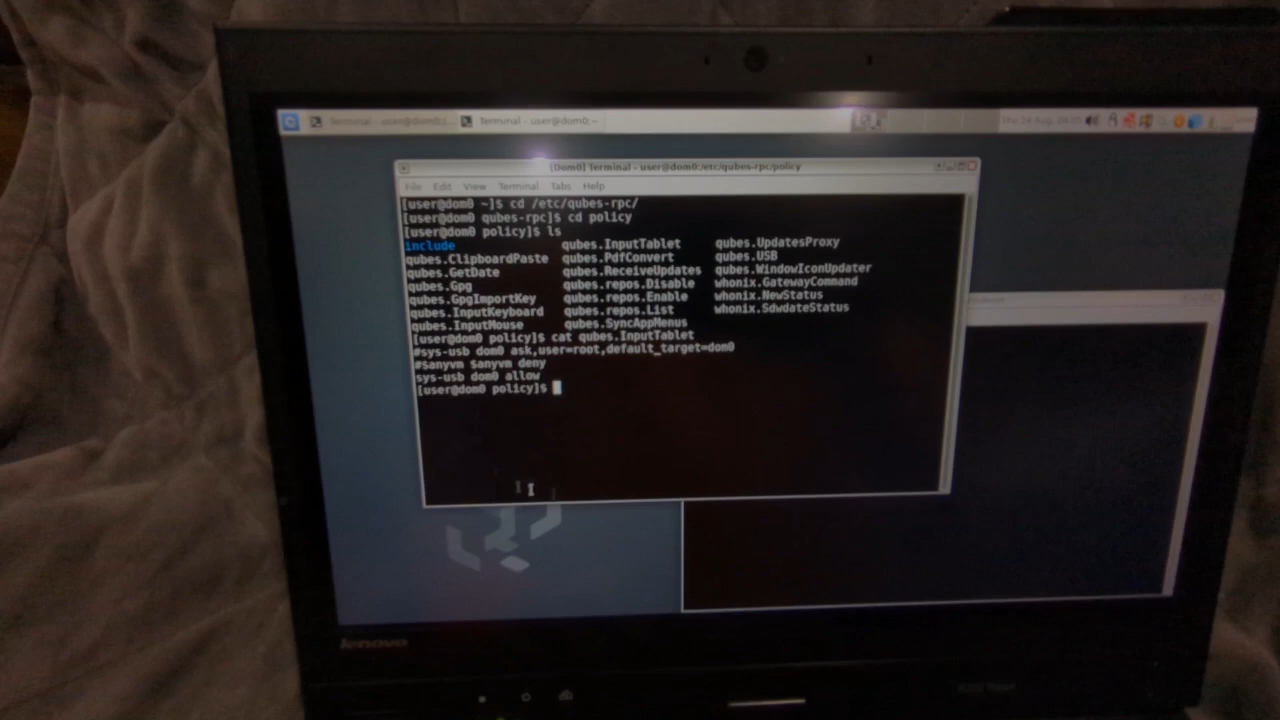 Terminal - user@dom0:~
[Dom0] Terminal - user@dom0:/etc/qubes-rpc/policy
File Edit View Terminal Tabs Help
[user@dom0 ~]$ cd /etc/qubes-rpc/
[user@dom0 qubes-rpc]$ cd policy
[user@dom0 policy]$ ls
include qubes.InputTablet qubes.UpdatesProxy
qubes.ClipboardPaste qubes.PdfConvert qubes.USB
qubes.GetDate qubes.ReceiveUpdates qubes.WindowIconUpdater
qubes.Gpg qubes.repos.Disable whonix.GatewayCommand
qubes.GpgImportKey qubes.repos.Enable whonix.NewStatus
qubes.InputKeyboard qubes.repos.List whonix.SdwdateStatus
qubes.InputMouse qubes.SyncAppMenus
[user@dom0 policy]$ cat qubes.InputTablet
#sys-usb dom0 ask,user=root,default_target=dom0
#$anyvm $anyvm deny
sys-usb dom0 allow
[user@dom0 policy]$
lenovo